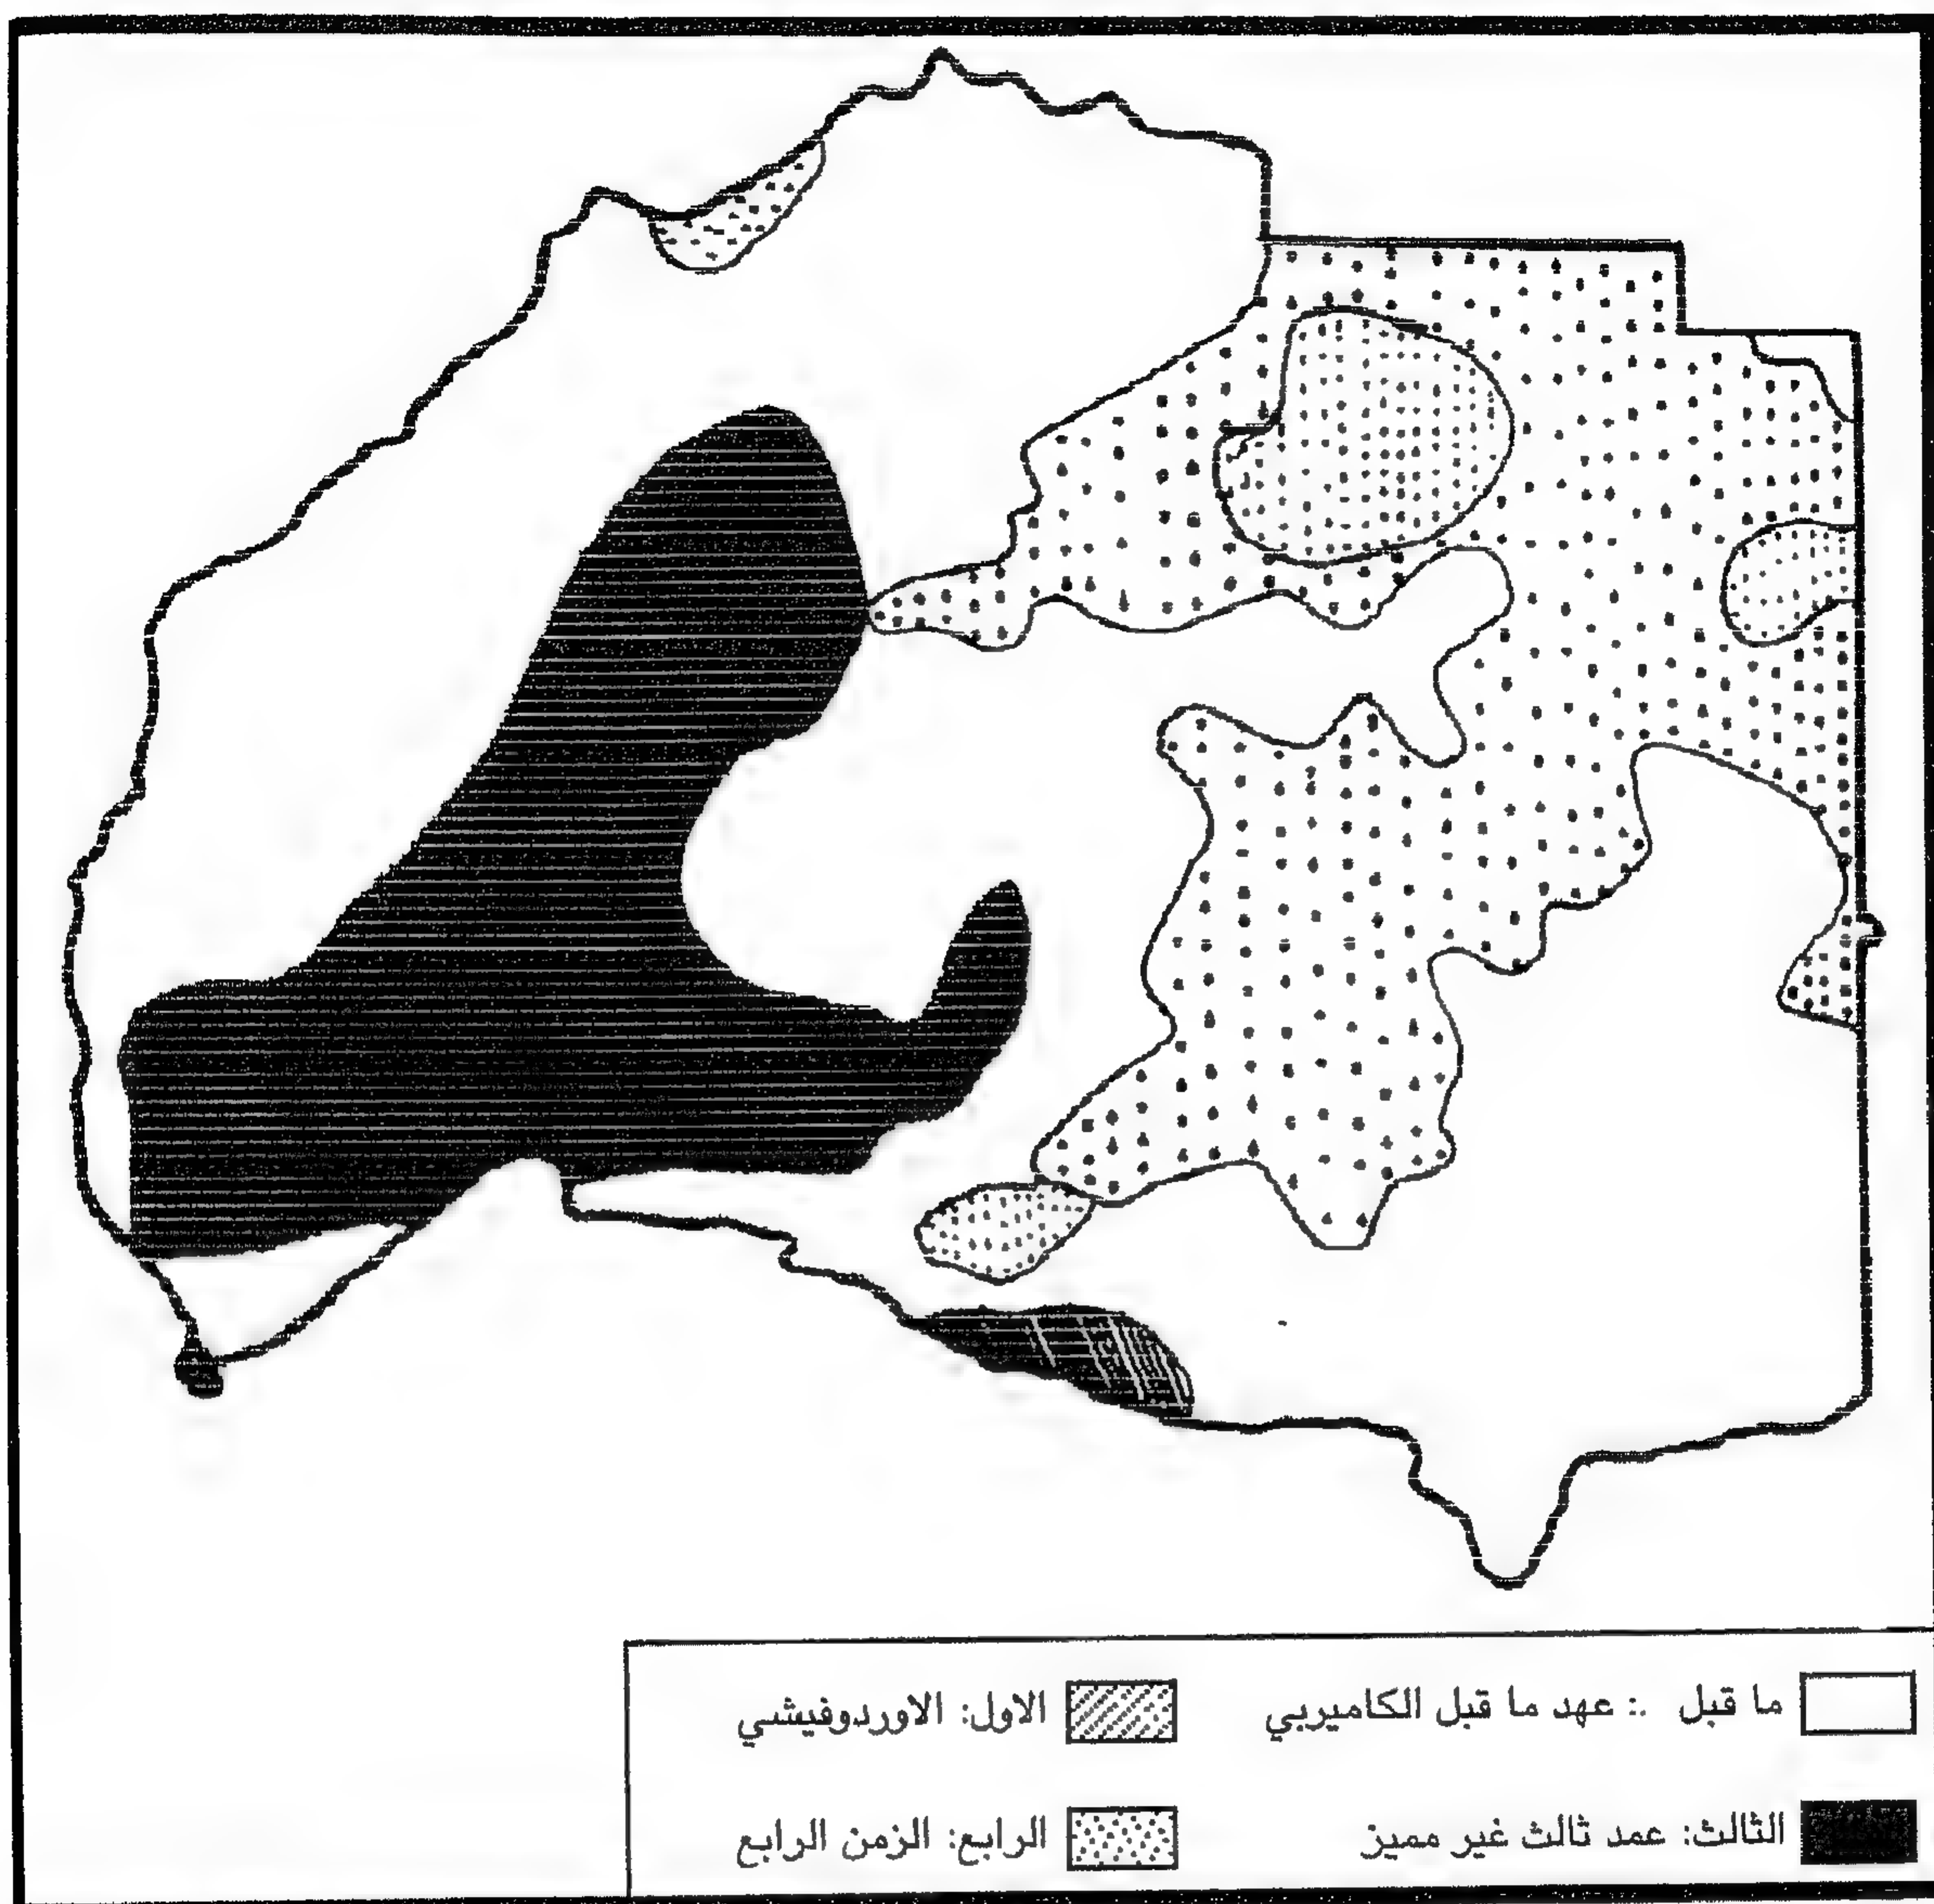 ما قبل .: عهد ما قبل الكاميربي
الاول: الاوردوفيشي
الثالث: عمد ثالث غير مميز
الرابع: الزمن الرابع